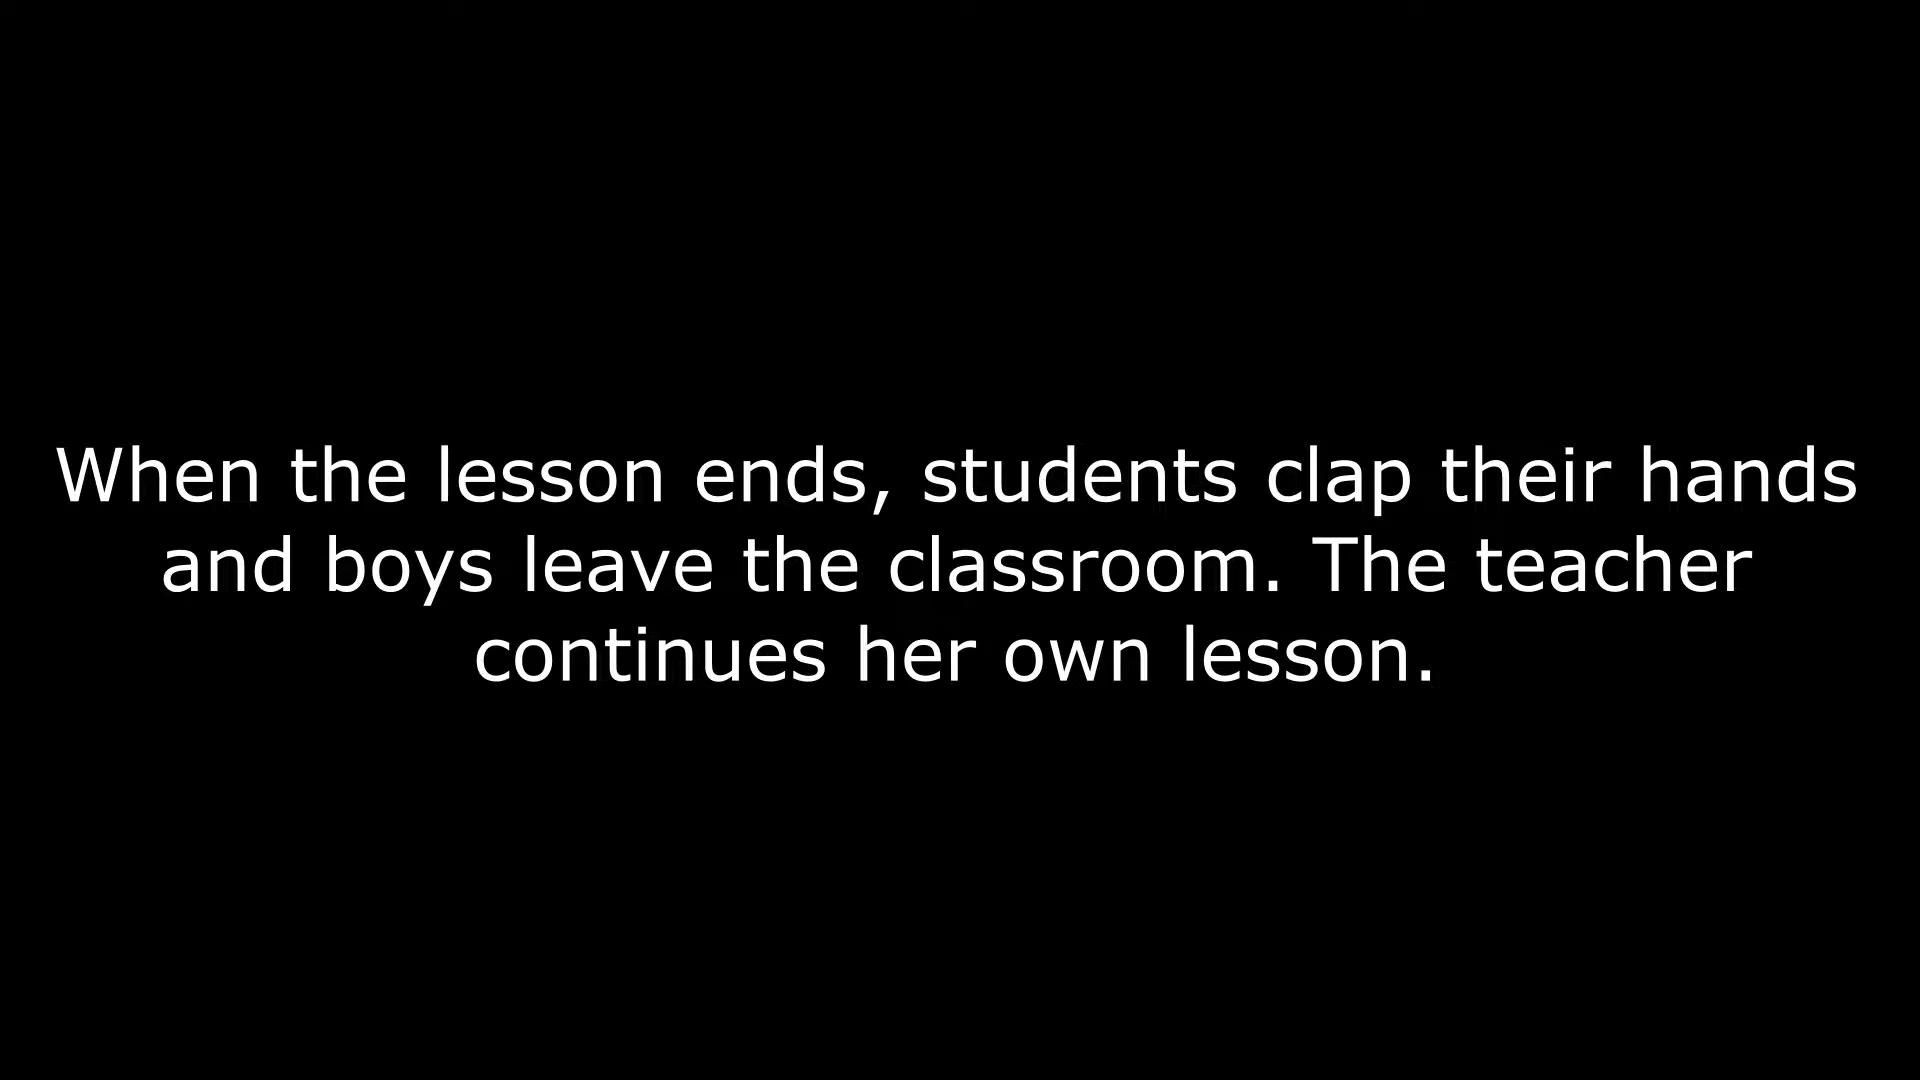 When the lesson ends, students clap their hands
and boys leave the classroom. The teacher
continues her own lesson.